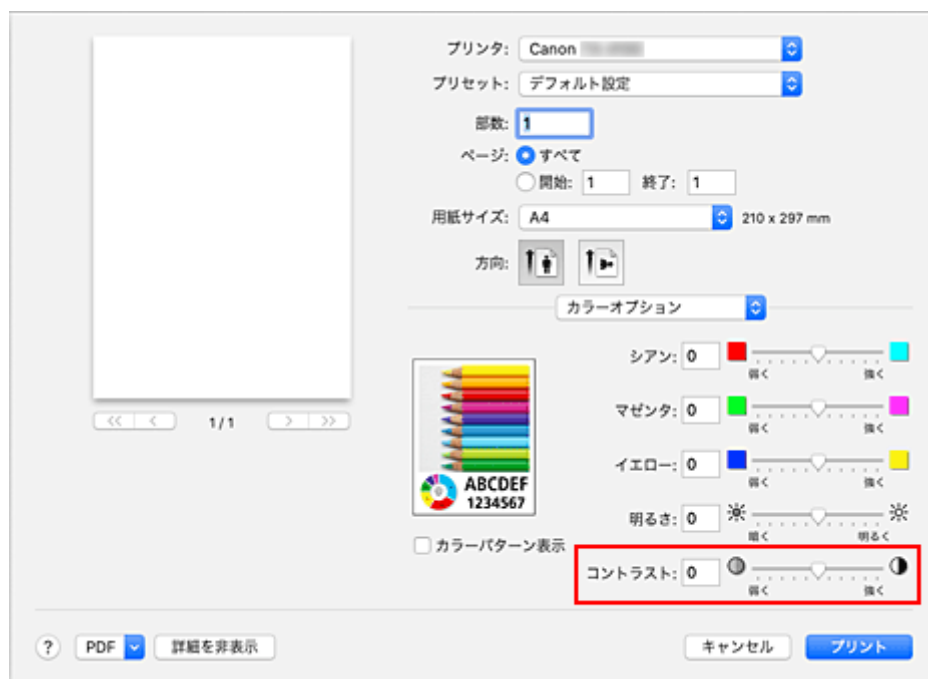 プリンタ: Canon
プリセット: デフォルト設定
部数: 1
ページ: すべて
開始: 1 終了: 1
用紙サイズ: A4 210 x 297 mm
方向:
カラーオプション
シアン: 0
弱く 強く
マゼンタ: 0
弱く 強く
イエロー: 0
弱く 強く
明るさ: 0
暗く 明るく
コントラスト: 0
弱く 強く
ABCDEF
1234567
カラーパターン表示
<< < 1/1 > >>
? PDF 詳細を非表示 キャンセル プリント